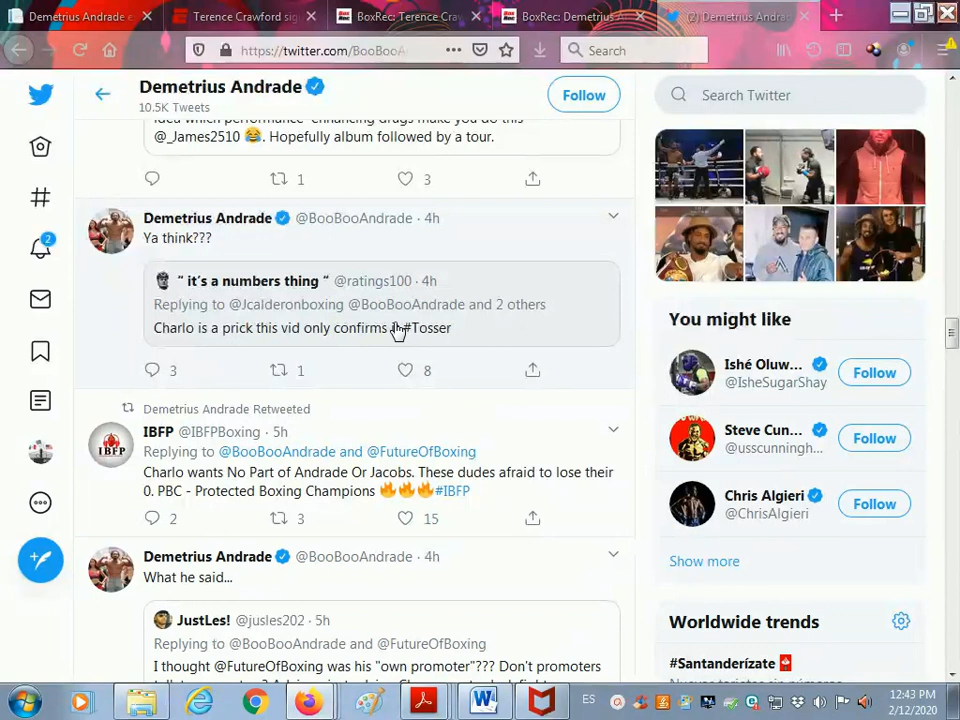 Demetrius Andrade e
Terence Crawford sig
BoxRec: Terence Craw
BoxRec: Demetrius A
(2) Demetrius Andrad
https://twitter.com/BooBooA
Search
Demetrius Andrade
10.5K Tweets
Follow
Search Twitter
idea which performance enhancing drugs make you do this
@_James2510 😂. Hopefully album followed by a tour.
1
3
Demetrius Andrade @BooBooAndrade · 4h
Ya think???
“ it’s a numbers thing “ @ratings100 · 4h
Replying to @Jcalderonboxing @BooBooAndrade and 2 others
Charlo is a prick this vid only confirms #Tosser
3
1
8
Demetrius Andrade Retweeted
IBFP @IBFPBoxing · 5h
Replying to @BooBooAndrade and @FutureOfBoxing
Charlo wants No Part of Andrade Or Jacobs. These dudes afraid to lose their
0. PBC - Protected Boxing Champions 🔥🔥🔥#IBFP
2
3
15
Demetrius Andrade @BooBooAndrade · 4h
What he said...
JustLes! @jusles202 · 5h
Replying to @BooBooAndrade and @FutureOfBoxing
I thought @FutureOfBoxing was his "own promoter"??? Don't promoters
You might like
Ishé Oluw...
@IsheSugarShay
Follow
Steve Cun...
@usscunningh...
Follow
Chris Algieri
@ChrisAlgieri
Follow
Show more
Worldwide trends
#Santanderízate
2
IBFP
ES
12:43 PM
2/12/2020